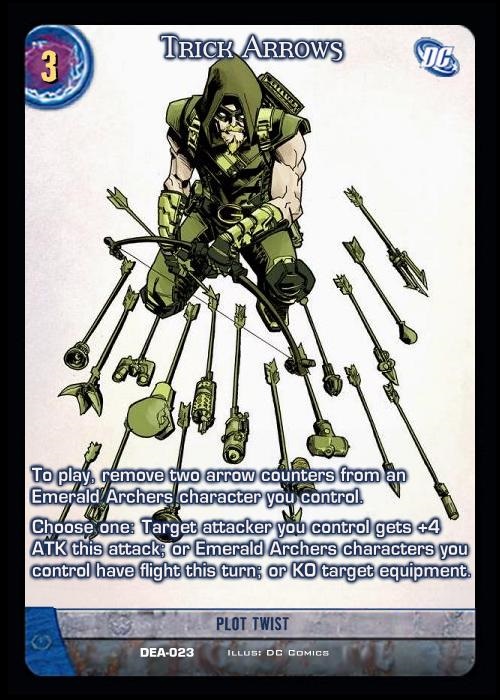 3
Trick Arrows
DC
To play, remove two arrow counters from an
Emerald Archers character you control.
Choose one: Target attacker you control gets +4
ATK this attack; or Emerald Archers characters you
control have flight this turn; or KO target equipment.
PLOT TWIST
DEA-023 Illus: DC Comics